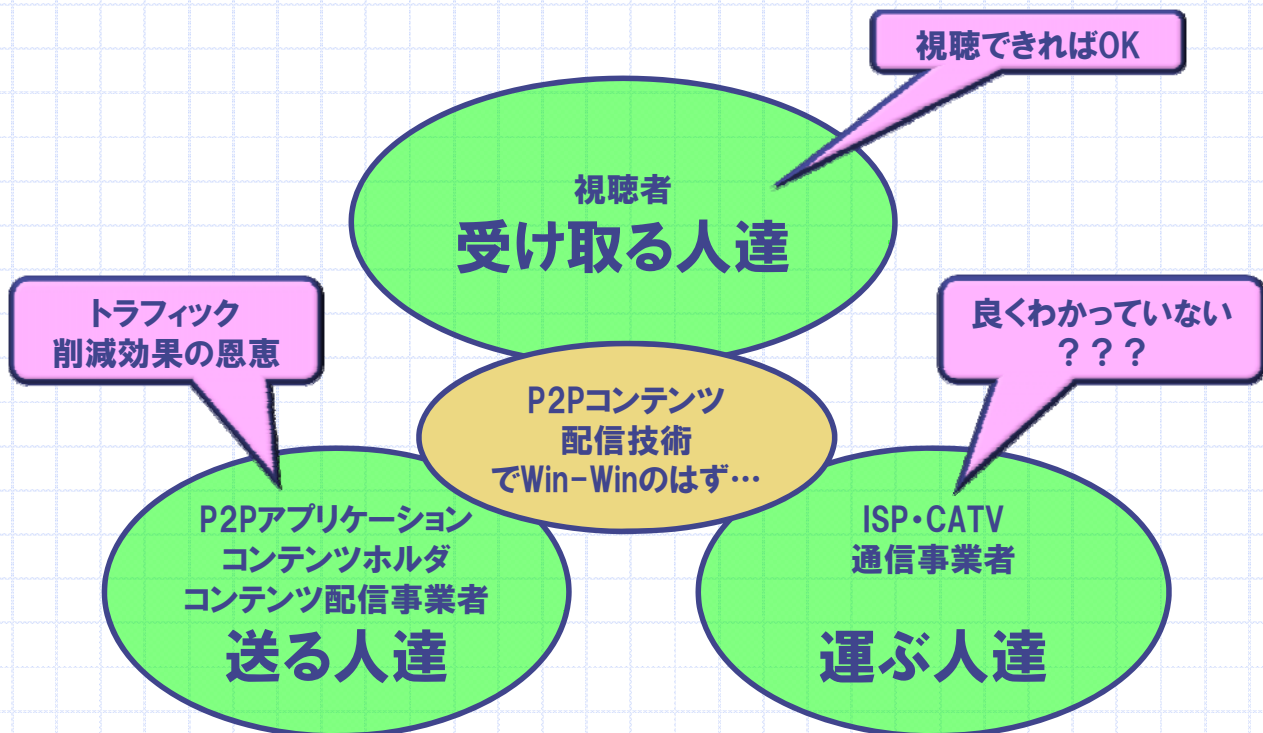 視聴できればOK
視聴者
受け取る人達
トラフィック
削減効果の恩恵
良くわかっていない
？？？
P2Pコンテンツ
配信技術
でWin-Winのはず…
P2Pアプリケーション
コンテンツホルダ
コンテンツ配信事業者
送る人達
ISP・CATV
通信事業者
運ぶ人達